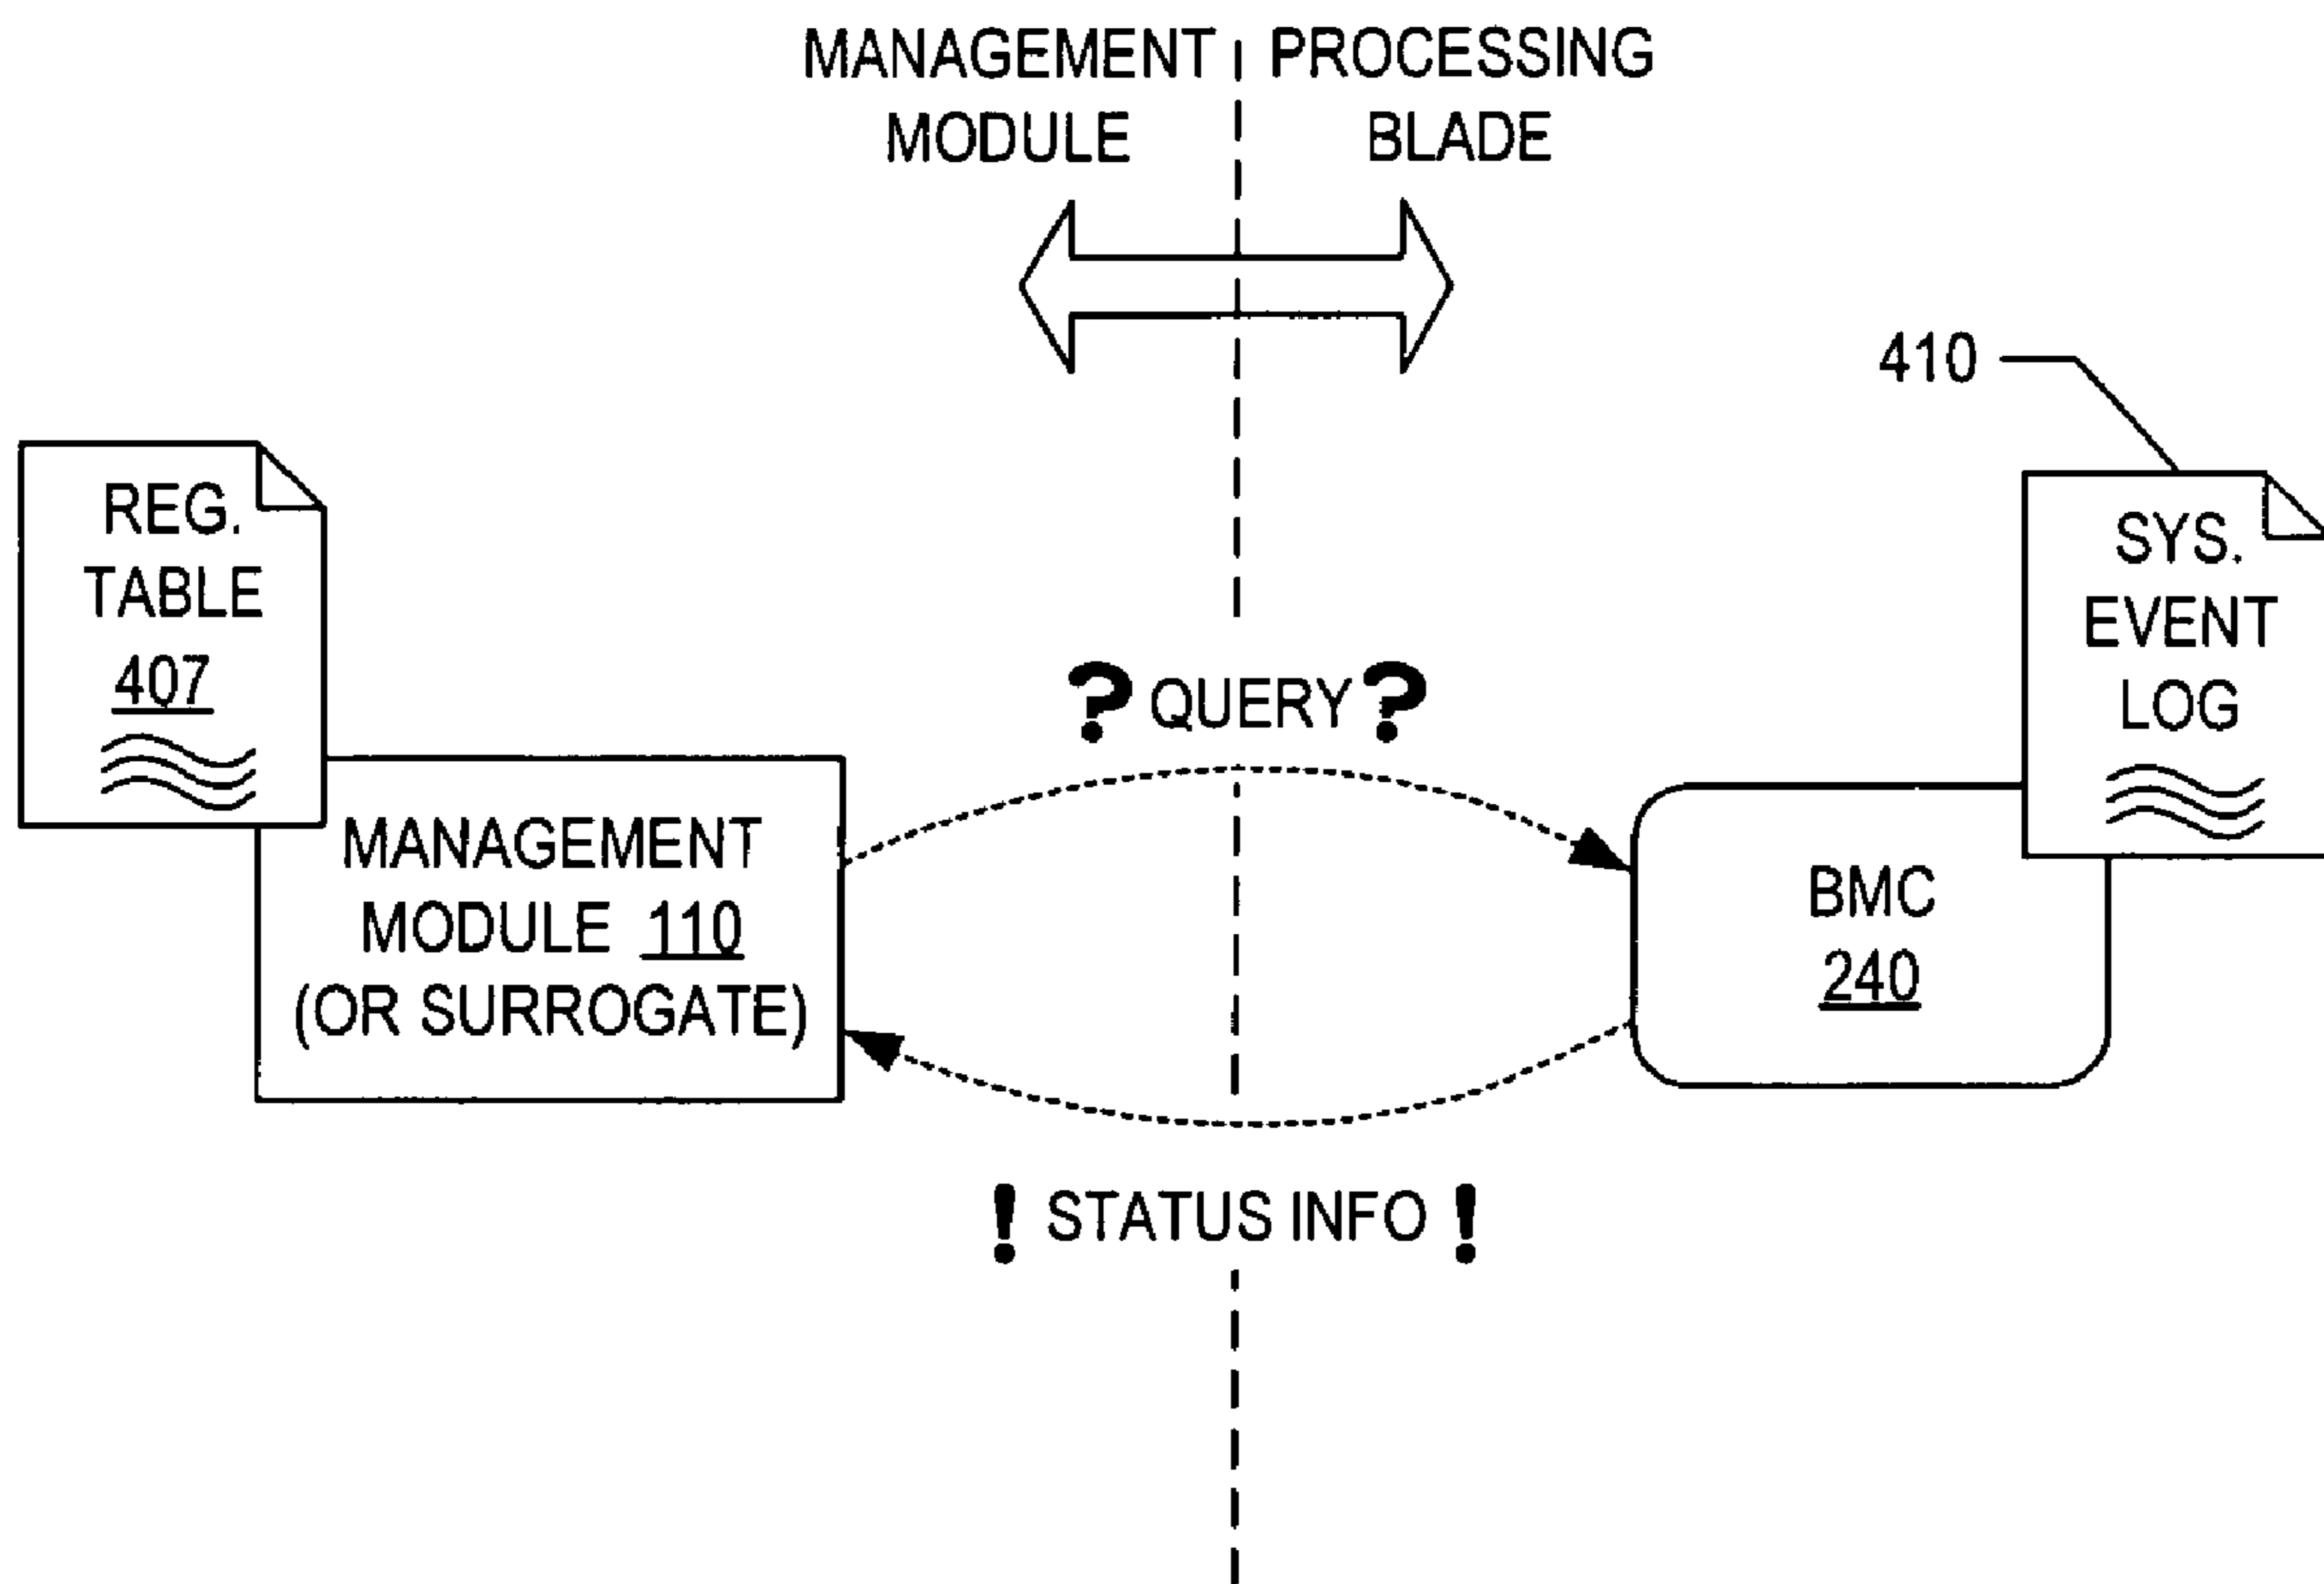 MANAGEMENT
MODULE
PROCESSING
BLADE
410
REG.
TABLE
407
SYS.
EVENT
LOG
? QUERY ?
MANAGEMENT
MODULE 110
(OR SURROGATE)
BMC
240
! STATUS INFO !